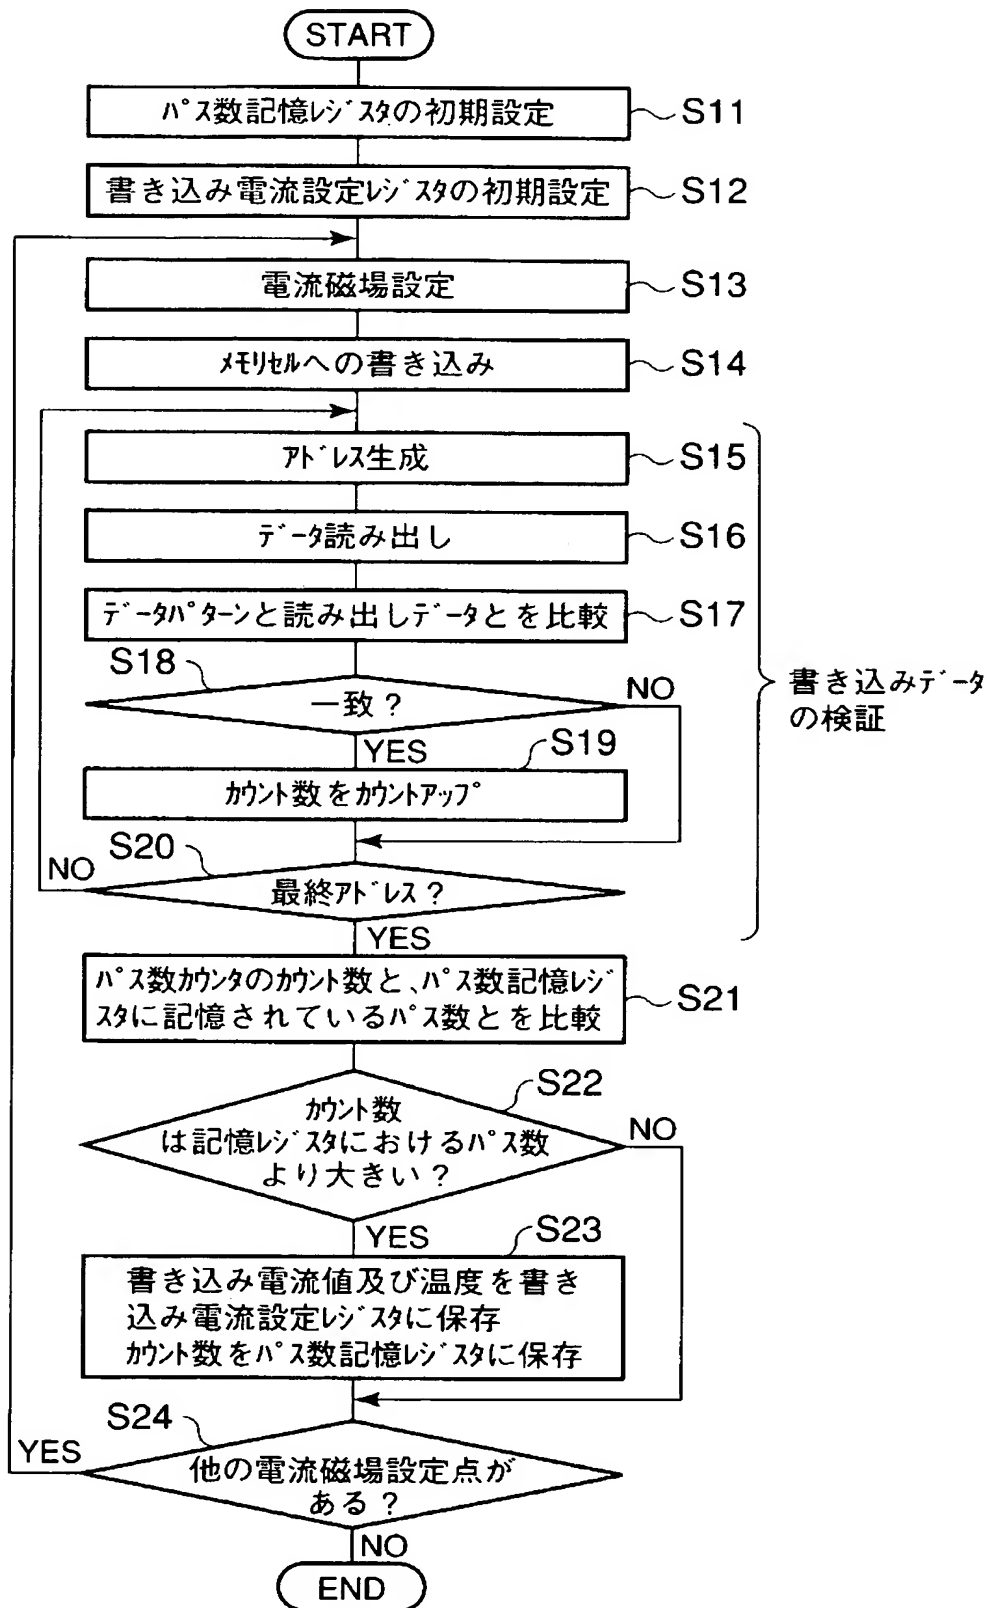 START
ﾊﾟｽ数記憶ﾚｼﾞｽﾀの初期設定
S11
書き込み電流設定ﾚｼﾞｽﾀの初期設定
S12
電流磁場設定
S13
ﾒﾓﾘｾﾙへの書き込み
S14
ｱﾄﾞﾚｽ生成
S15
ﾃﾞｰﾀ読み出し
S16
ﾃﾞｰﾀﾊﾟﾀｰﾝと読み出しﾃﾞｰﾀとを比較
S17
S18
一致？
NO
YES
書き込みﾃﾞｰﾀ
の検証
S19
ｶｳﾝﾄ数をｶｳﾝﾄｱｯﾌﾟ
S20
NO
最終ｱﾄﾞﾚｽ？
YES
ﾊﾟｽ数ｶｳﾝﾀのｶｳﾝﾄ数と、ﾊﾟｽ数記憶ﾚｼﾞ
ｽﾀに記憶されているﾊﾟｽ数とを比較
S21
S22
ｶｳﾝﾄ数
は記憶ﾚｼﾞｽﾀにおけるﾊﾟｽ数
より大きい？
NO
YES
S23
書き込み電流値及び温度を書き
込み電流設定ﾚｼﾞｽﾀに保存
ｶｳﾝﾄ数をﾊﾟｽ数記憶ﾚｼﾞｽﾀに保存
S24
YES
他の電流磁場設定点が
ある？
NO
END